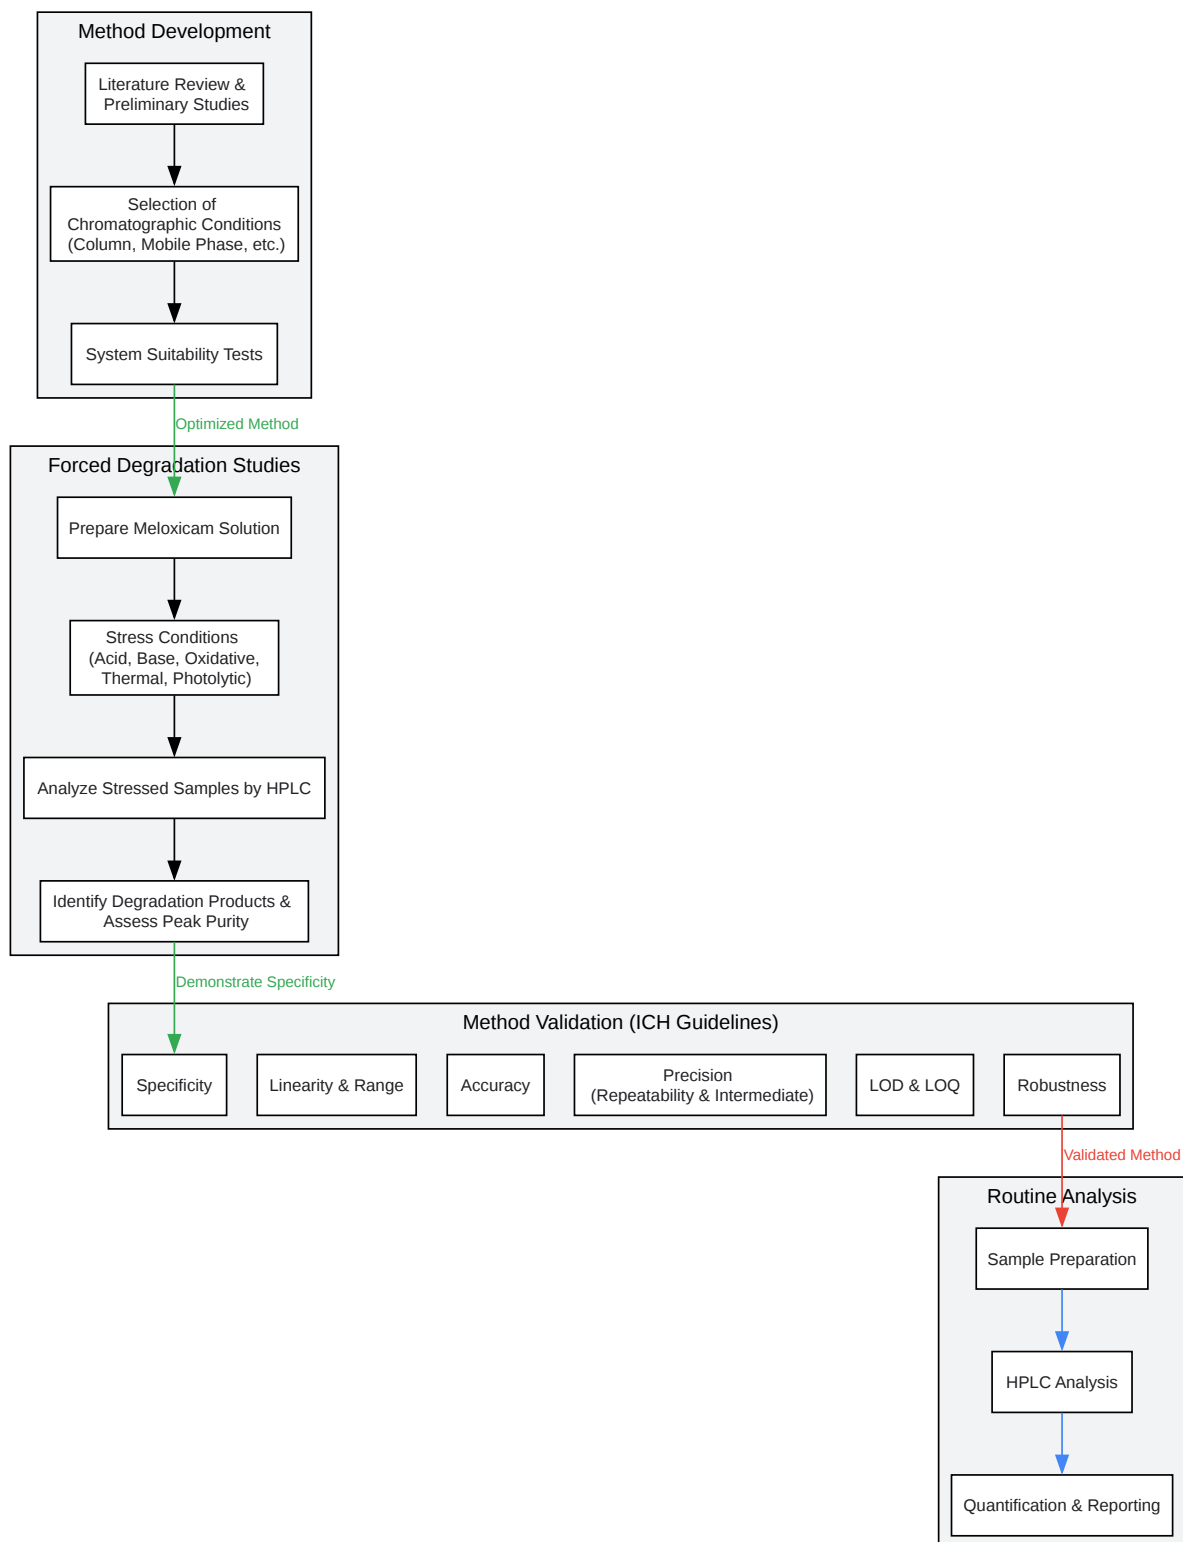 Method Development
Literature Review &
Preliminary Studies
Selection of
Chromatographic Conditions
(Column, Mobile Phase, etc.)
System Suitability Tests
Optimized Method
Forced Degradation Studies
Prepare Meloxicam Solution
Stress Conditions
(Acid, Base, Oxidative,
Thermal, Photolytic)
Analyze Stressed Samples by HPLC
Identify Degradation Products &
Assess Peak Purity
Demonstrate Specificity
Method Validation (ICH Guidelines)
Specificity
Linearity & Range
Accuracy
Precision
(Repeatability & Intermediate)
LOD & LOQ
Robustness
Validated Method
Routine Analysis
Sample Preparation
HPLC Analysis
Quantification & Reporting